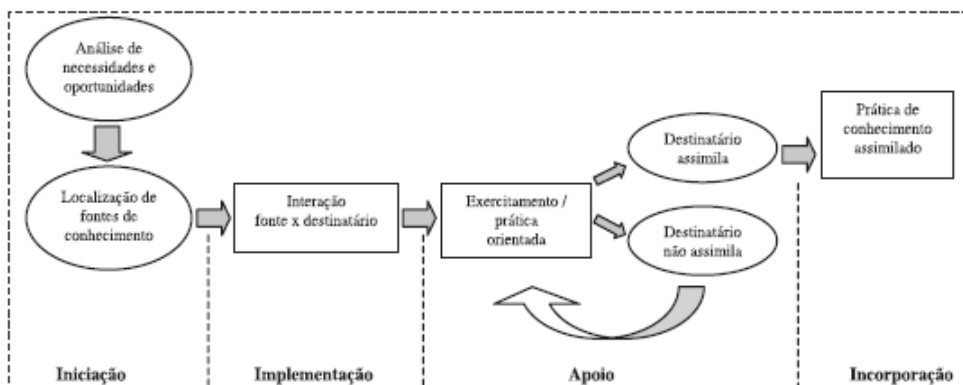 Análise de
necessidades e
oportunidades
Localização de
fontes de
conhecimento
Interação
fonte x destinatário
Exercitamento /
prática
orientada
Destinatário
assimila
Destinatário
não assimila
Prática de
conhecimento
assimilado
Iniciação
Implementação
Apoio
Incorporação